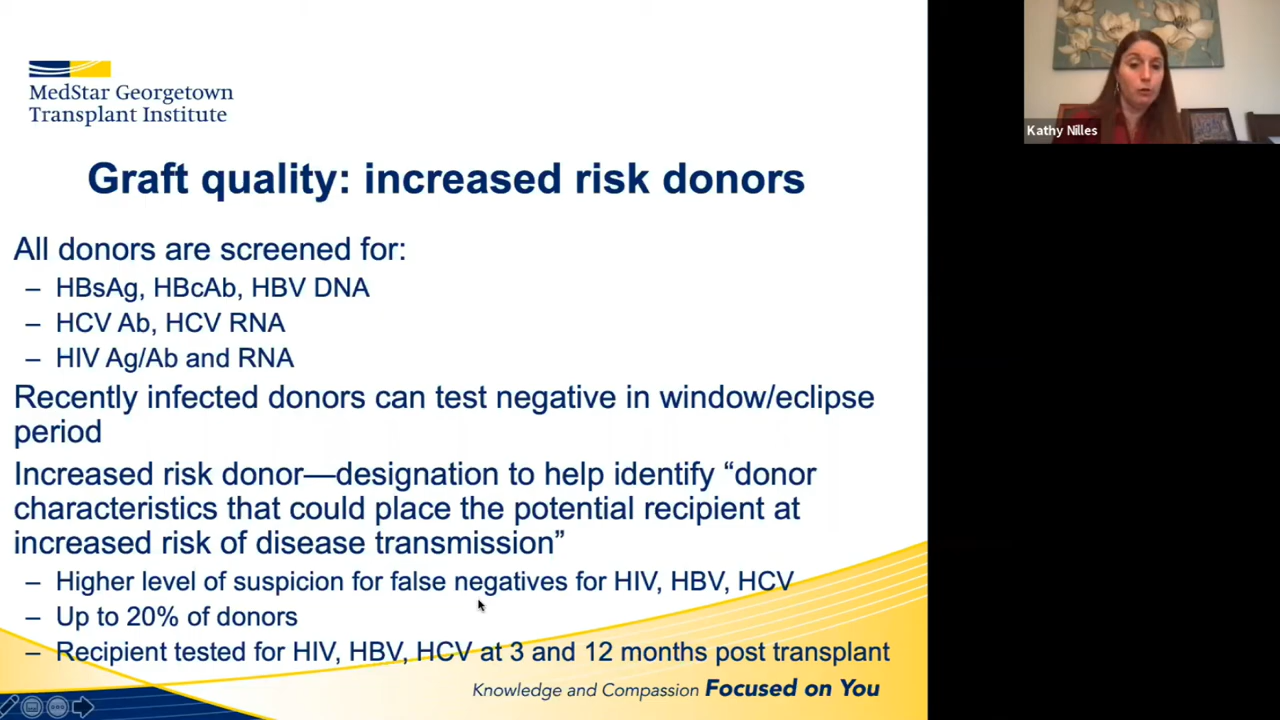 MedStar Georgetown
Transplant Institute
Graft quality: increased risk donors
All donors are screened for:
– HBsAg, HBcAb, HBV DNA
– HCV Ab, HCV RNA
– HIV Ag/Ab and RNA
Recently infected donors can test negative in window/eclipse
period
Increased risk donor—designation to help identify “donor
characteristics that could place the potential recipient at
increased risk of disease transmission”
– Higher level of suspicion for false negatives for HIV, HBV, HCV
– Up to 20% of donors
– Recipient tested for HIV, HBV, HCV at 3 and 12 months post transplant
Knowledge and Compassion Focused on You
Kathy Nilles